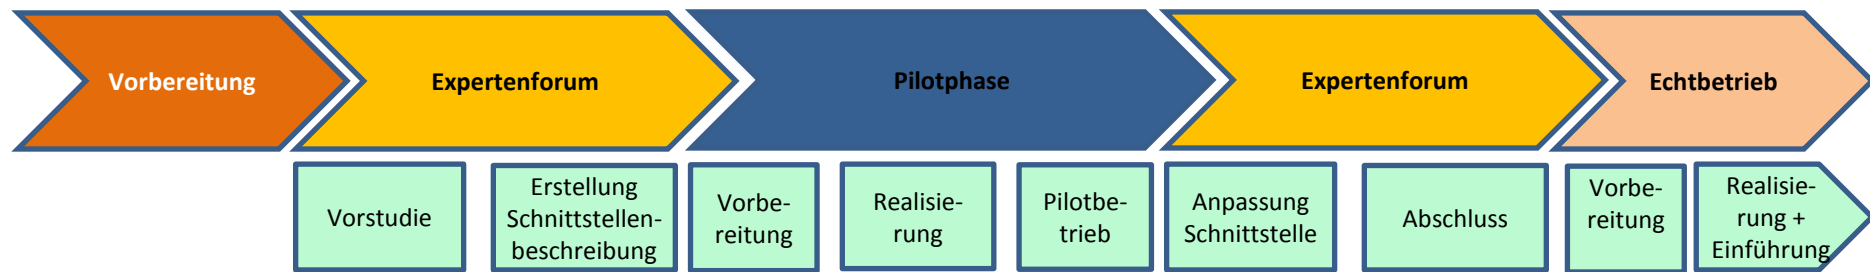 Vorbereitung
Expertenforum
Pilotphase
Expertenforum
Echtbetrieb
Vorstudie
Erstellung
Schnittstellen-
beschreibung
Vorbe-
reitung
Realisie-
rung
Pilotbe-
trieb
Anpassung
Schnittstelle
Abschluss
Vorbe-
reitung
Realisie-
rung +
Einführung